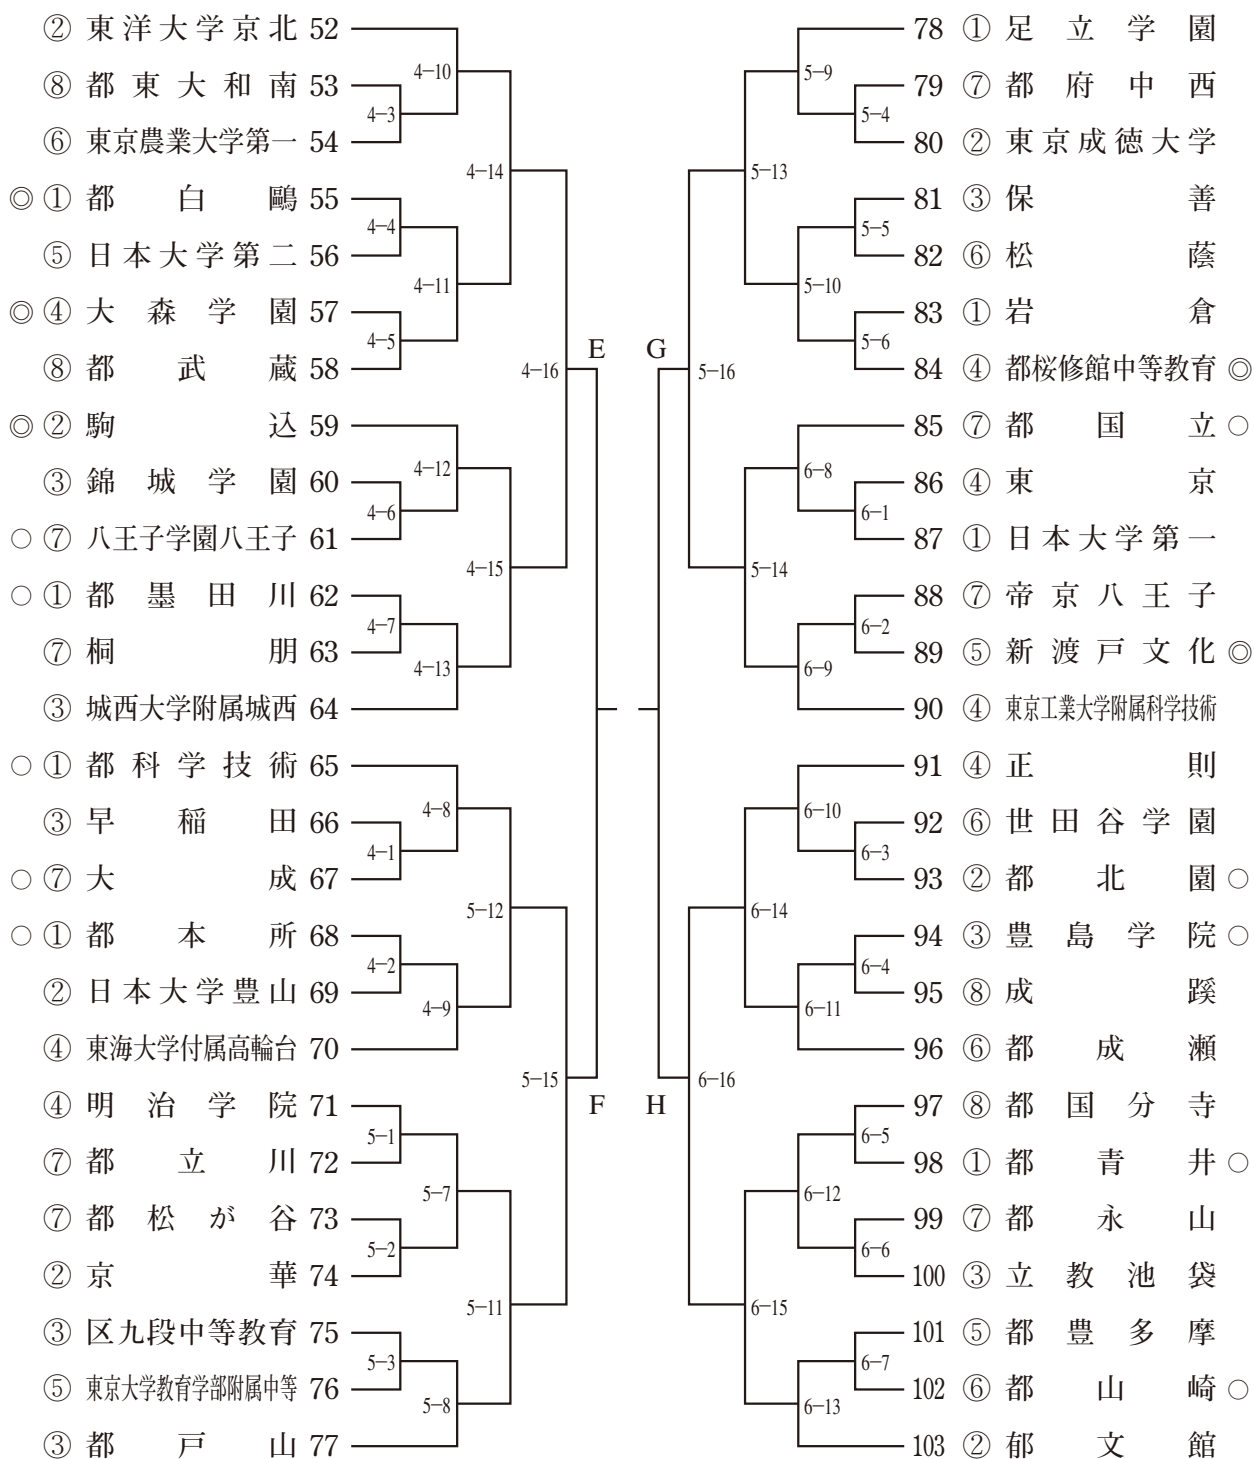 ② 東洋大学京北 52
4−10
⑧ 都東大和南 53
4−3
⑥ 東京農業大学第一 54
4−14
◎ ① 都白鷗 55
4−4
⑤ 日本大学第二 56
4−11
◎ ④ 大森学園 57
4−5
⑧ 都武蔵 58
4−16
E
◎ ② 駒込 59
4−12
③ 錦城学園 60
4−6
○ ⑦ 八王子学園八王子 61
4−15
○ ① 都墨田川 62
4−7
⑦ 桐朋 63
4−13
③ 城西大学附属城西 64
○ ① 都科学技術 65
4−8
③ 早稲田 66
4−1
○ ⑦ 大成 67
5−12
○ ① 都本所 68
4−2
② 日本大学豊山 69
4−9
④ 東海大学付属高輪台 70
5−15
F
④ 明治学院 71
5−1
⑦ 都立川 72
5−7
⑦ 都松が谷 73
5−2
② 京華 74
5−11
③ 区九段中等教育 75
5−3
⑤ 東京大学教育学部附属中等 76
5−8
③ 都戸山 77
78 ① 足立学園
5−9
79 ⑦ 都府中西
5−4
80 ② 東京成徳大学
5−13
81 ③ 保善
5−5
82 ⑥ 松蔭
5−10
83 ① 岩倉
5−6
84 ④ 都桜修館中等教育 ◎
G
5−16
85 ⑦ 都国立 ○
6−8
86 ④ 東京
6−1
87 ① 日本大学第一
5−14
88 ⑦ 帝京八王子
6−2
89 ⑤ 新渡戸文化 ◎
6−9
90 ④ 東京工業大学附属科学技術
91 ④ 正則
6−10
92 ⑥ 世田谷学園
6−3
93 ② 都北園 ○
6−14
94 ③ 豊島学院 ○
6−4
95 ⑧ 成蹊
6−11
96 ⑥ 都成瀬
6−16
H
97 ⑧ 都国分寺
6−5
98 ① 都青井 ○
6−12
99 ⑦ 都永山
6−6
100 ③ 立教池袋
6−15
101 ⑤ 都豊多摩
6−7
102 ⑥ 都山崎 ○
6−13
103 ② 郁文館